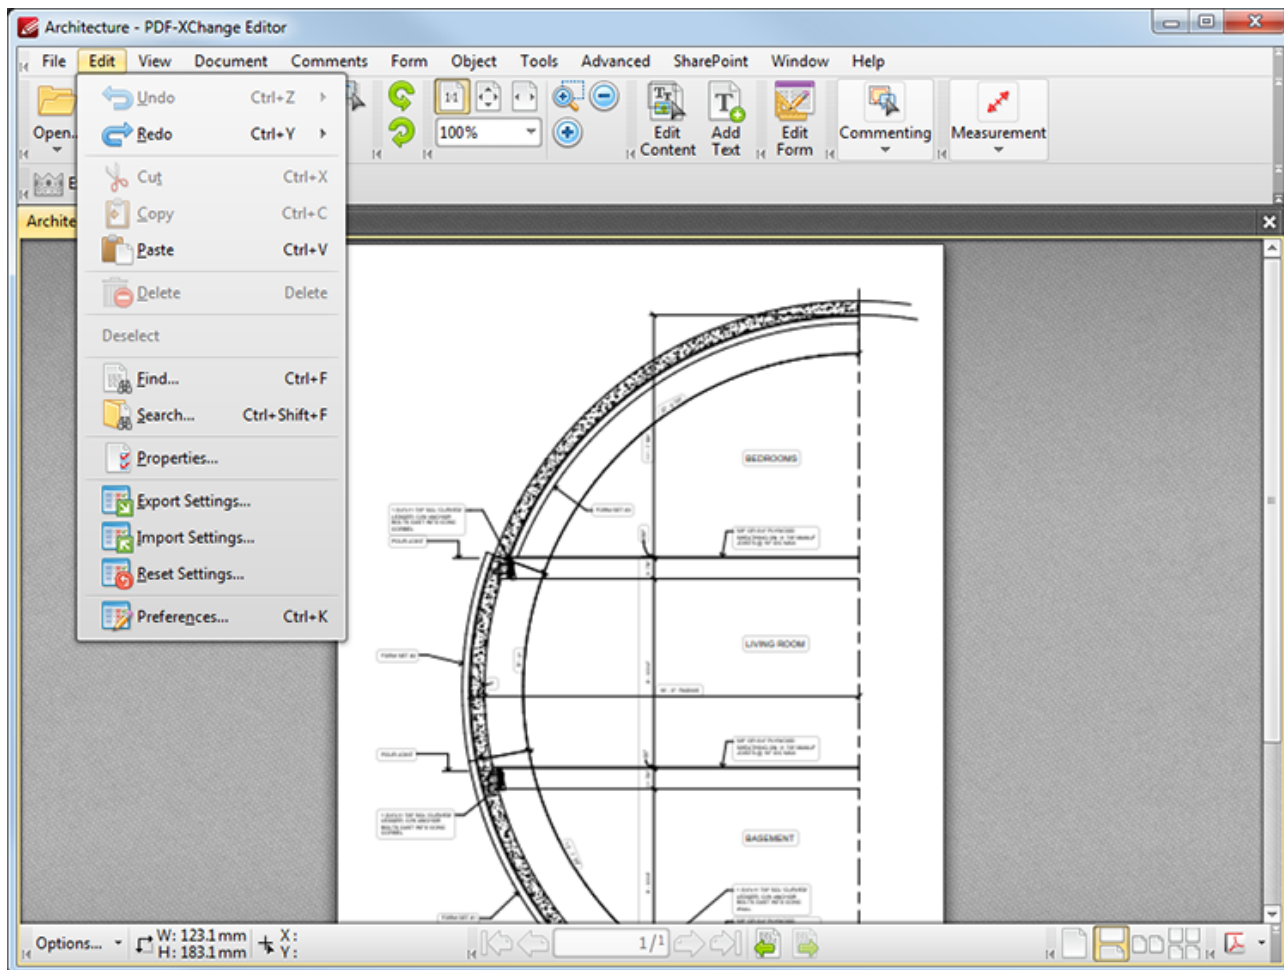 Architecture - PDF-XChange Editor
File Edit View Document Comments Form Object Tools Advanced SharePoint Window Help
Open...
100%
Edit Content
Add Text
Edit Form
Commenting
Measurement
Undo Ctrl+Z
Redo Ctrl+Y
Cut Ctrl+X
Copy Ctrl+C
Paste Ctrl+V
Delete Delete
Deselect
Find... Ctrl+F
Search... Ctrl+Shift+F
Properties...
Export Settings...
Import Settings...
Reset Settings...
Preferences... Ctrl+K
BEDROOMS
LIVING ROOM
BASEMENT
Options...
W: 123.1 mm
H: 183.1 mm
X:
Y:
1/1